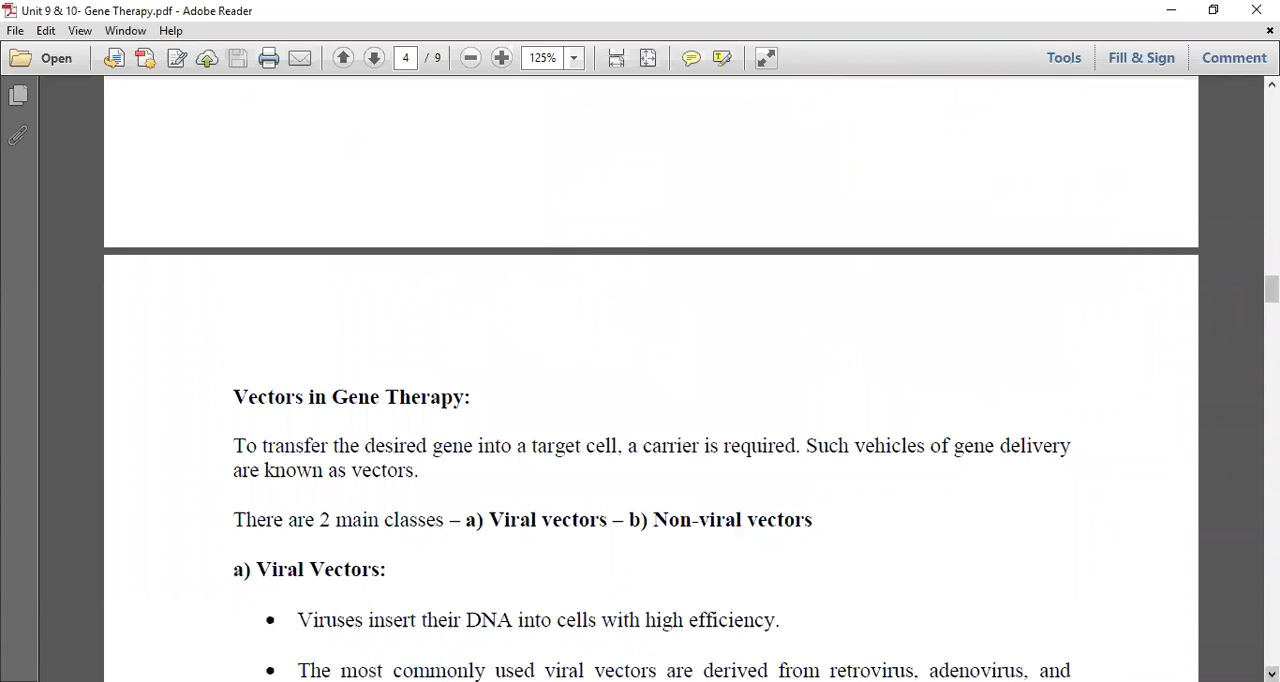 Unit 9 & 10- Gene Therapy.pdf - Adobe Reader
File Edit View Window Help
Open 4 / 9 125% Tools Fill & Sign Comment
Vectors in Gene Therapy:
To transfer the desired gene into a target cell, a carrier is required. Such vehicles of gene delivery
are known as vectors.
There are 2 main classes – a) Viral vectors – b) Non-viral vectors
a) Viral Vectors:
• Viruses insert their DNA into cells with high efficiency.
• The most commonly used viral vectors are derived from retrovirus, adenovirus, and